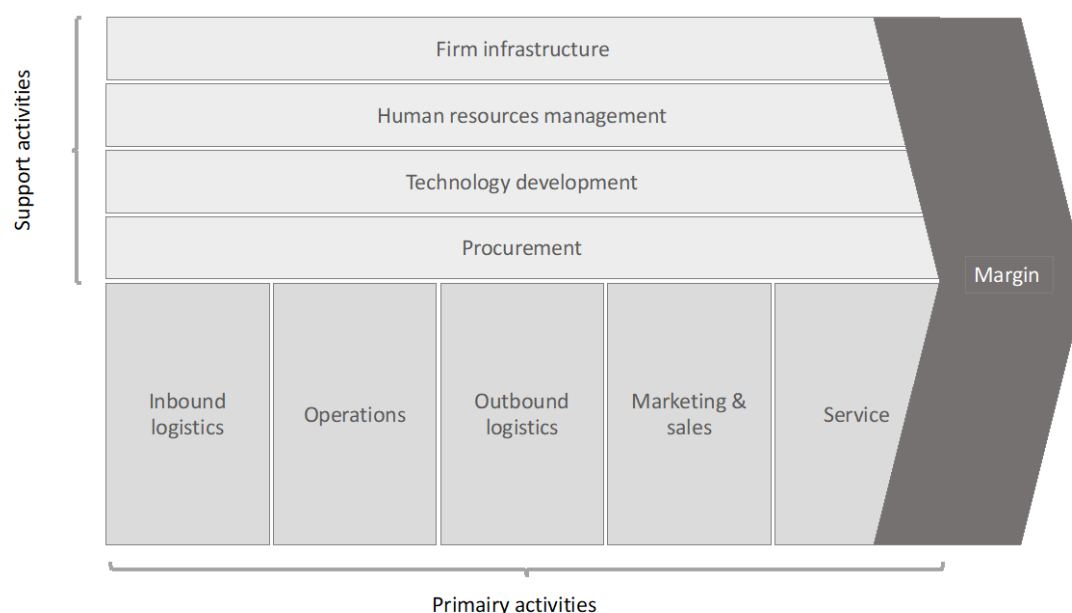 Support activities
Firm infrastructure
Human resources management
Technology development
Procurement
Margin
Inbound
logistics
Operations
Outbound
logistics
Marketing &
sales
Service
Primairy activities